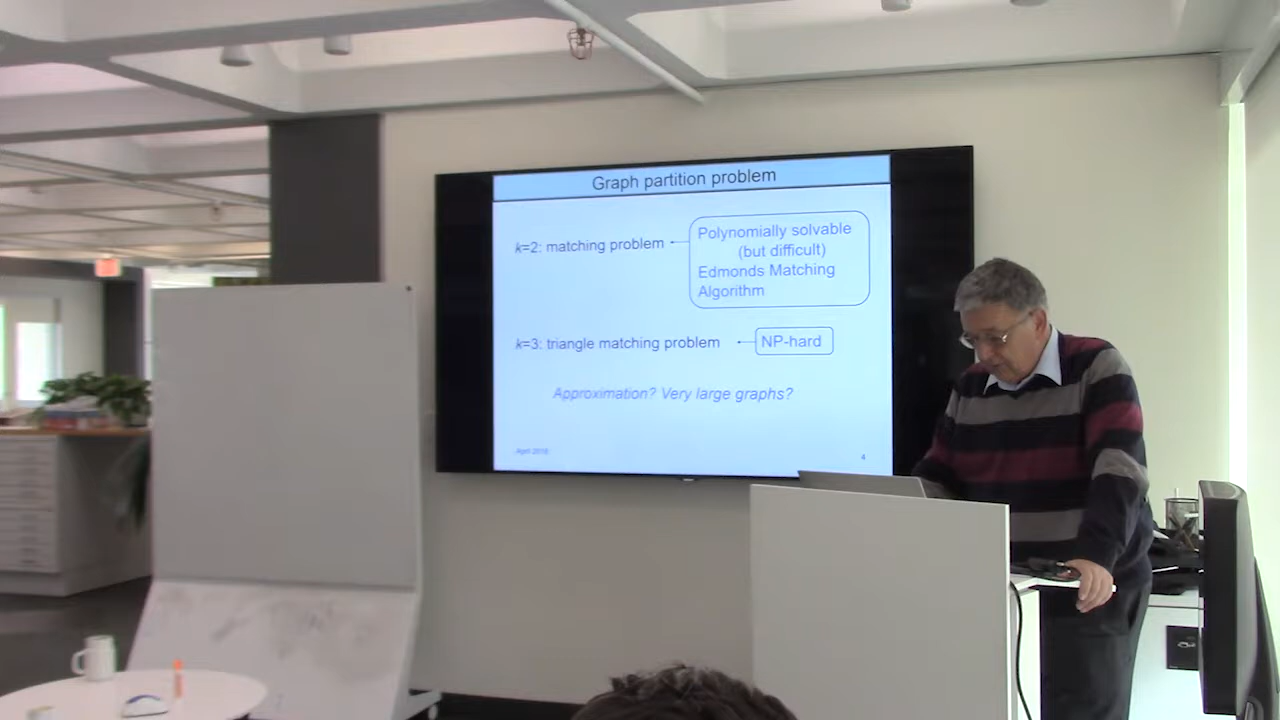 Graph partition problem
k=2: matching problem
Polynomially solvable
(but difficult)
Edmonds Matching
Algorithm
k=3: triangle matching problem
NP-hard
Approximation? Very large graphs?
April 2018
4